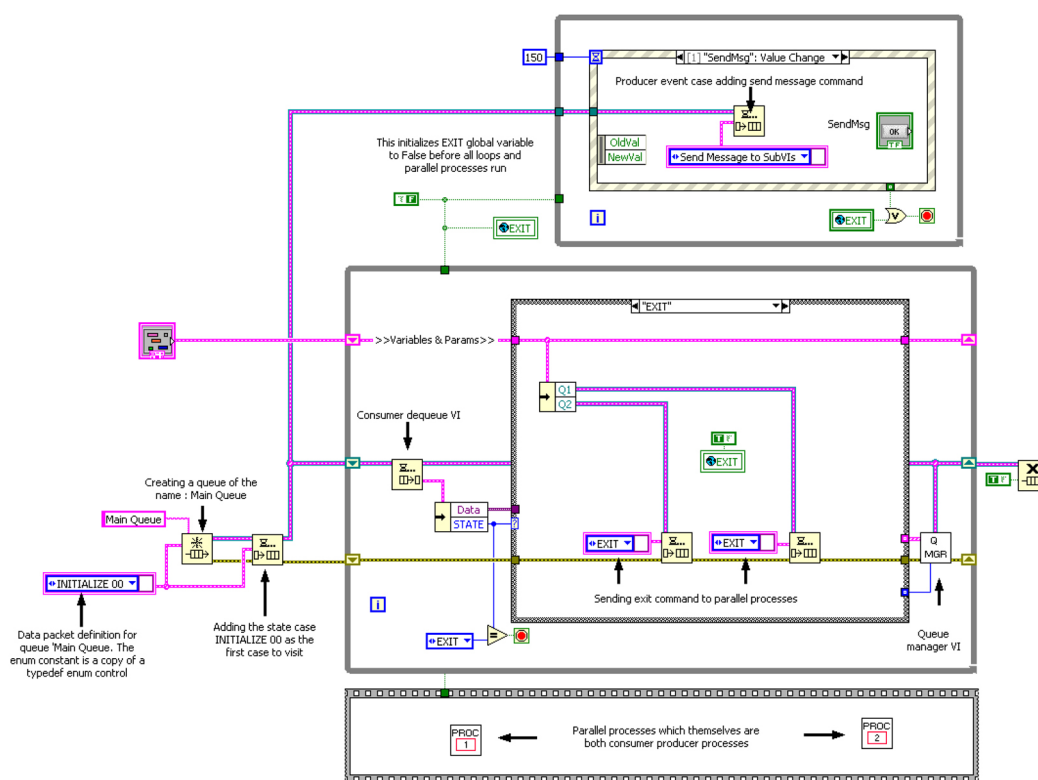 150
[1] "SendMsg": Value Change
Producer event case adding send message command
SendMsg
OK
TF
OldVal
NewVal
Send Message to SubVIs
This initializes EXIT global variable
to False before all loops and
parallel processes run
T F
EXIT
i
EXIT
V
"EXIT"
>>Variables & Params>>
Q1
Q2
Consumer dequeue VI
T F
EXIT
Creating a queue of the
name : Main Queue
Main Queue
Data
STATE
?
T F
INITIALIZE 00
EXIT
EXIT
Q
MGR
Sending exit command to parallel processes
i
Adding the state case
INITIALIZE 00 as the
first case to visit
Data packet definition for
queue 'Main Queue. The
enum constant is a copy of a
typedef enum control
EXIT
=
Queue
manager VI
PROC
1
Parallel processes which themselves are
both consumer producer processes
PROC
2